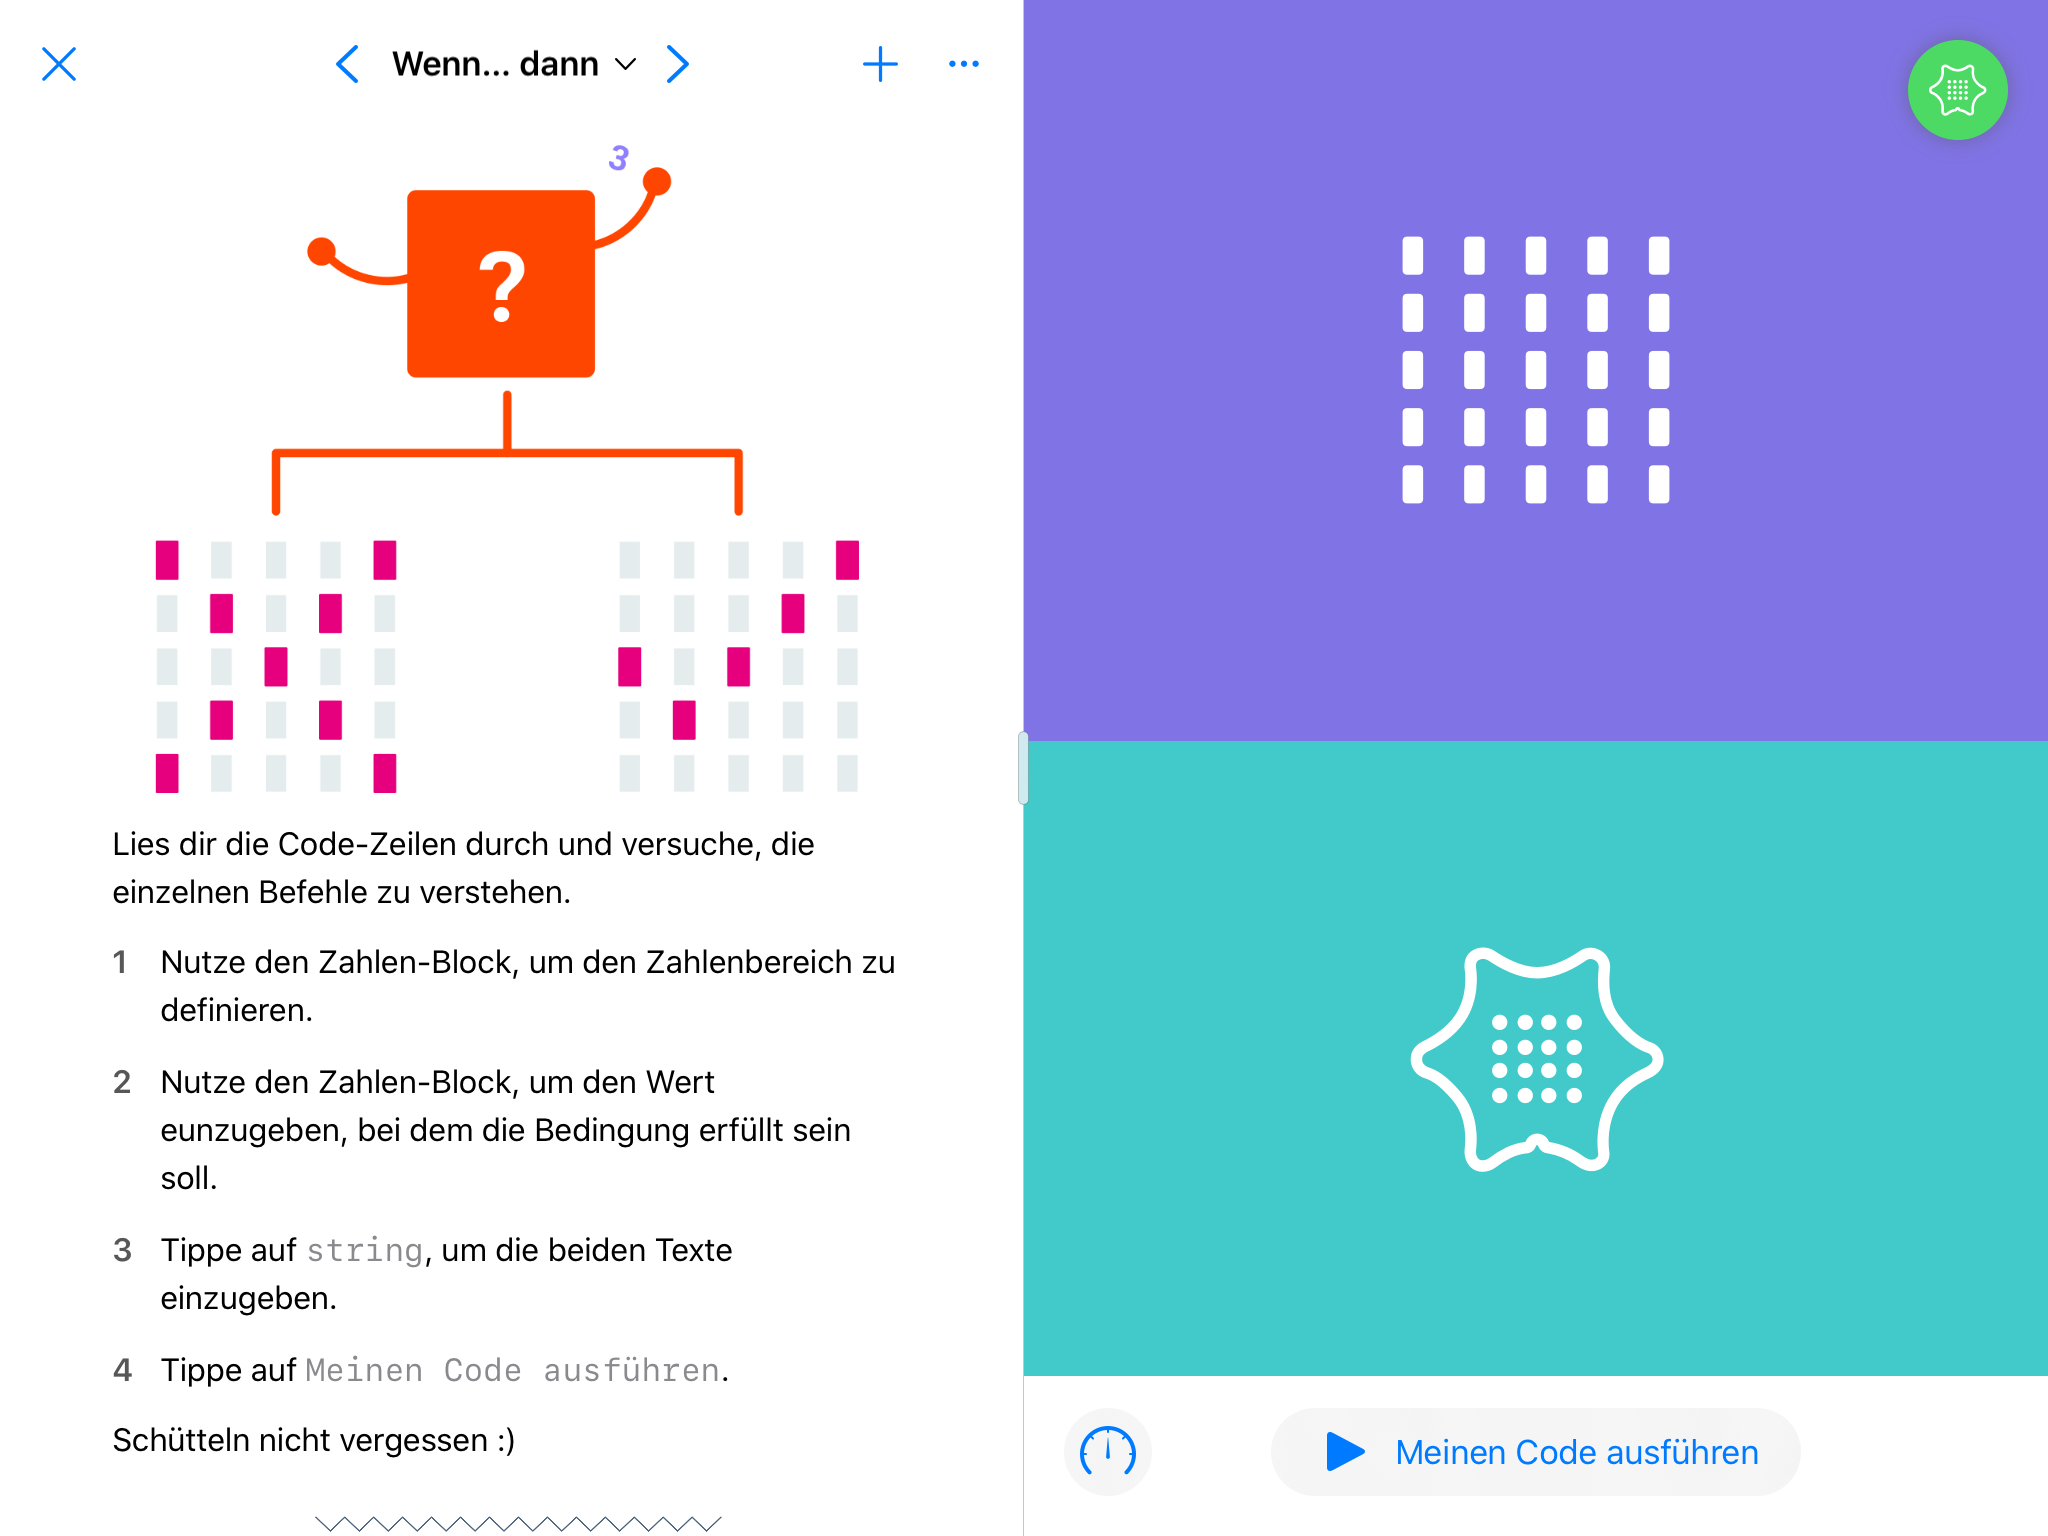 Wenn... dann
3
?
Lies dir die Code-Zeilen durch und versuche, die
einzelnen Befehle zu verstehen.
1 Nutze den Zahlen-Block, um den Zahlenbereich zu
definieren.
2 Nutze den Zahlen-Block, um den Wert
eunzugeben, bei dem die Bedingung erfüllt sein
soll.
3 Tippe auf string, um die beiden Texte
einzugeben.
4 Tippe auf Meinen Code ausführen.
Schütteln nicht vergessen :)
Meinen Code ausführen